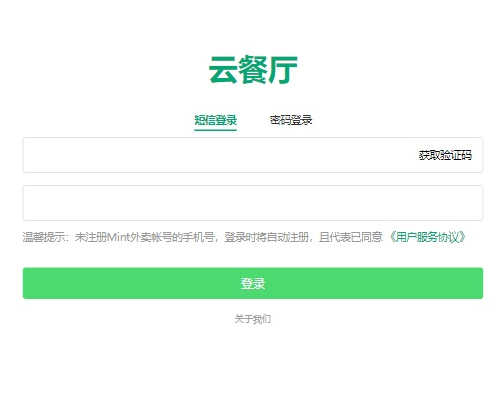 云餐厅
短信登录 密码登录
获取验证码
温馨提示：未注册Mint外卖帐号的手机号，登录时将自动注册，且代表已同意 《用户服务协议》
登录
关于我们